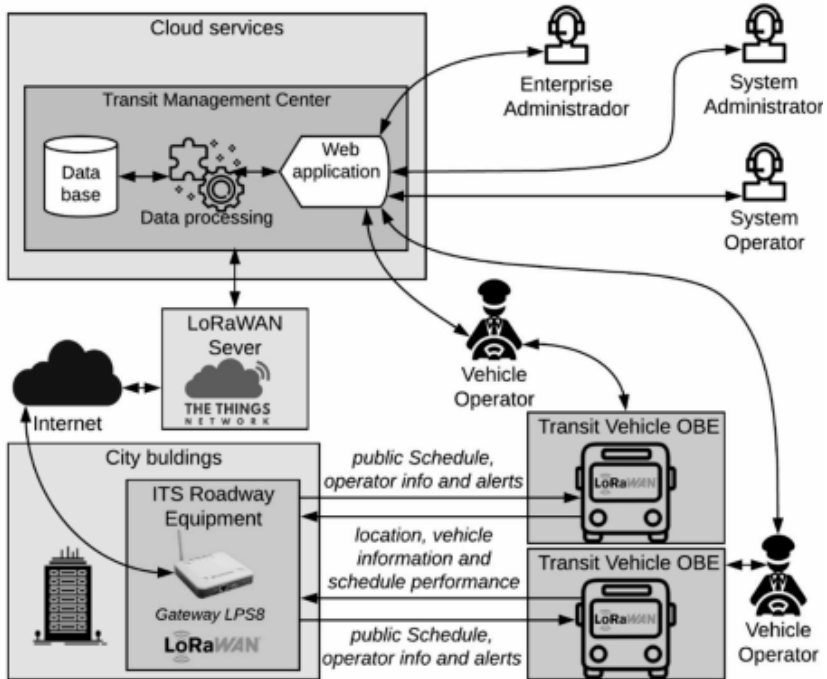 Cloud services
Transit Management Center
Data
base
Data processing
Web
application
Enterprise
Administrador
System
Administrator
System
Operator
LoRaWAN
Sever
THE THINGS
NETWORK
Internet
Vehicle
Operator
City buldings
ITS Roadway
Equipment
Gateway LPS8
LoRaWAN
public Schedule,
operator info and alerts
location, vehicle
information and
schedule performance
public Schedule,
operator info and alerts
Transit Vehicle OBE
LoRaWAN
Transit Vehicle OBE
LoRaWAN
Vehicle
Operator